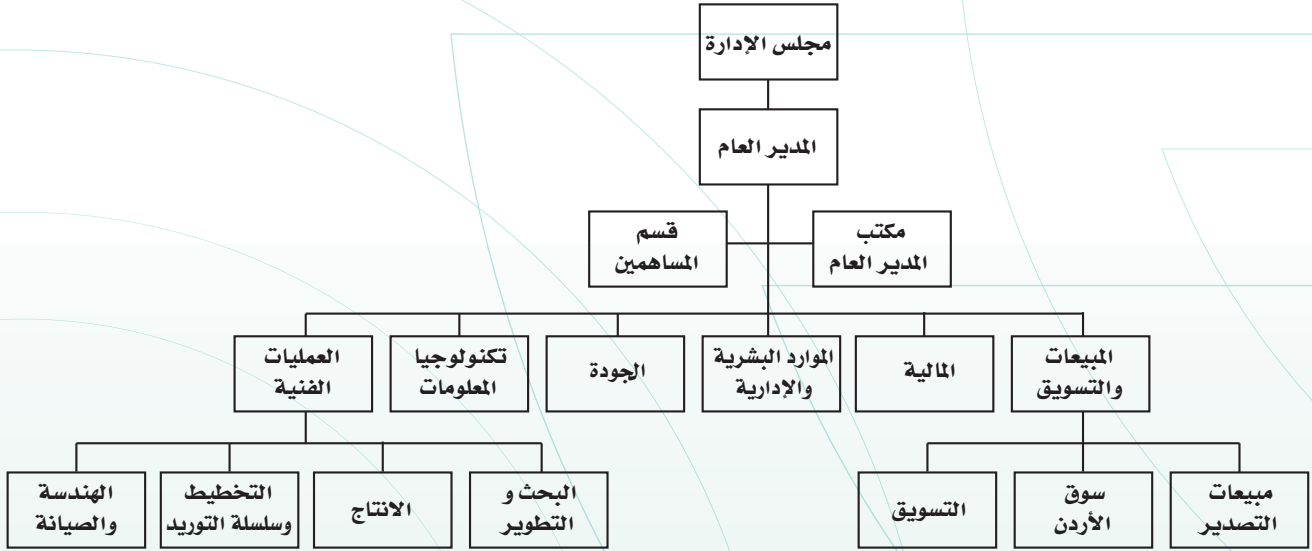 مجلس الإدارة
المدير العام
مكتب
المدير العام
قسم
المساهمين
المبيعات
والتسويق
المالية
الموارد البشرية
والإدارية
الجودة
تكنولوجيا
المعلومات
العمليات
الفنية
مبيعات
التصدير
سوق
الأردن
التسويق
البحث و
التطوير
الانتاج
التخطيط
وسلسلة التوريد
الهندسة
والصيانة